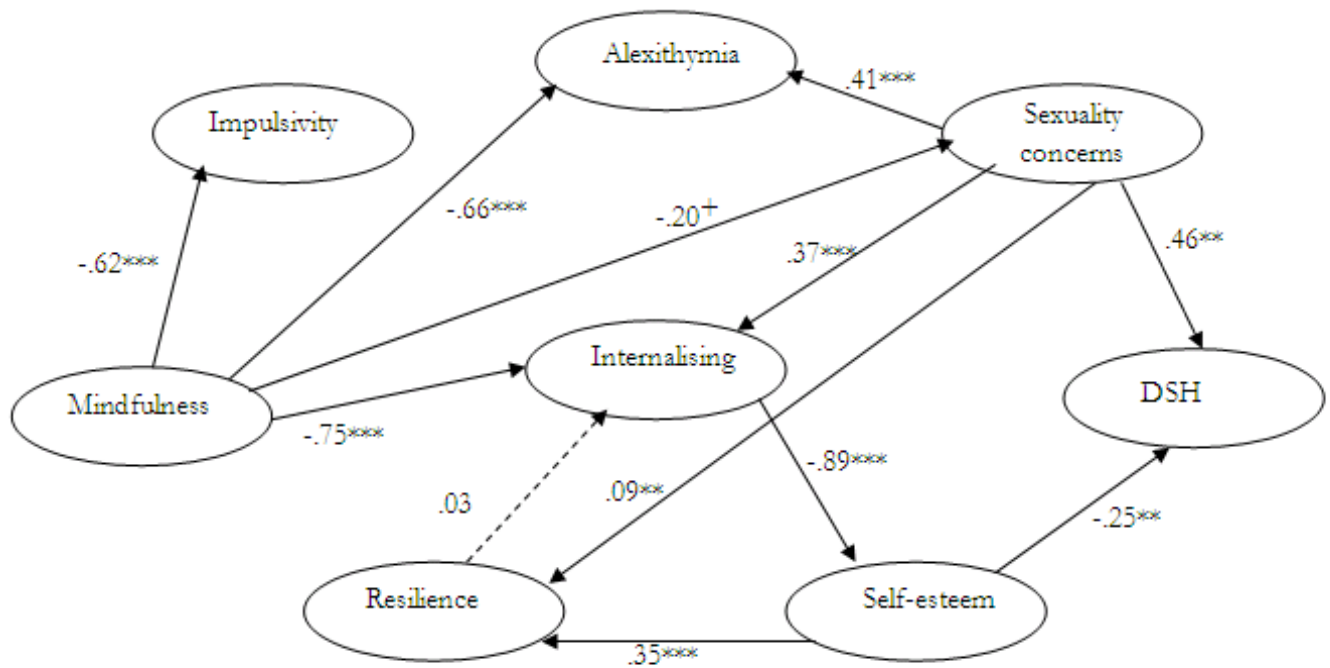 Alexithymia
.41***
Impulsivity
Sexuality
concerns
-.66***
-.20+
-.62***
.37***
.46**
Internalising
Mindfulness
DSH
-.75***
-.89***
.03
.09**
-.25**
Resilience
Self-esteem
.35***